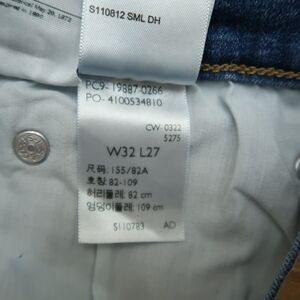 S110812 SML DH
PC9-19887-0266
PO- 4100534810
CW-0322
5275
W32 L27
尺码: 155/82A
호칭: 82-109
허리둘레: 82 cm
엉덩이둘레: 109 cm
S110783 AD